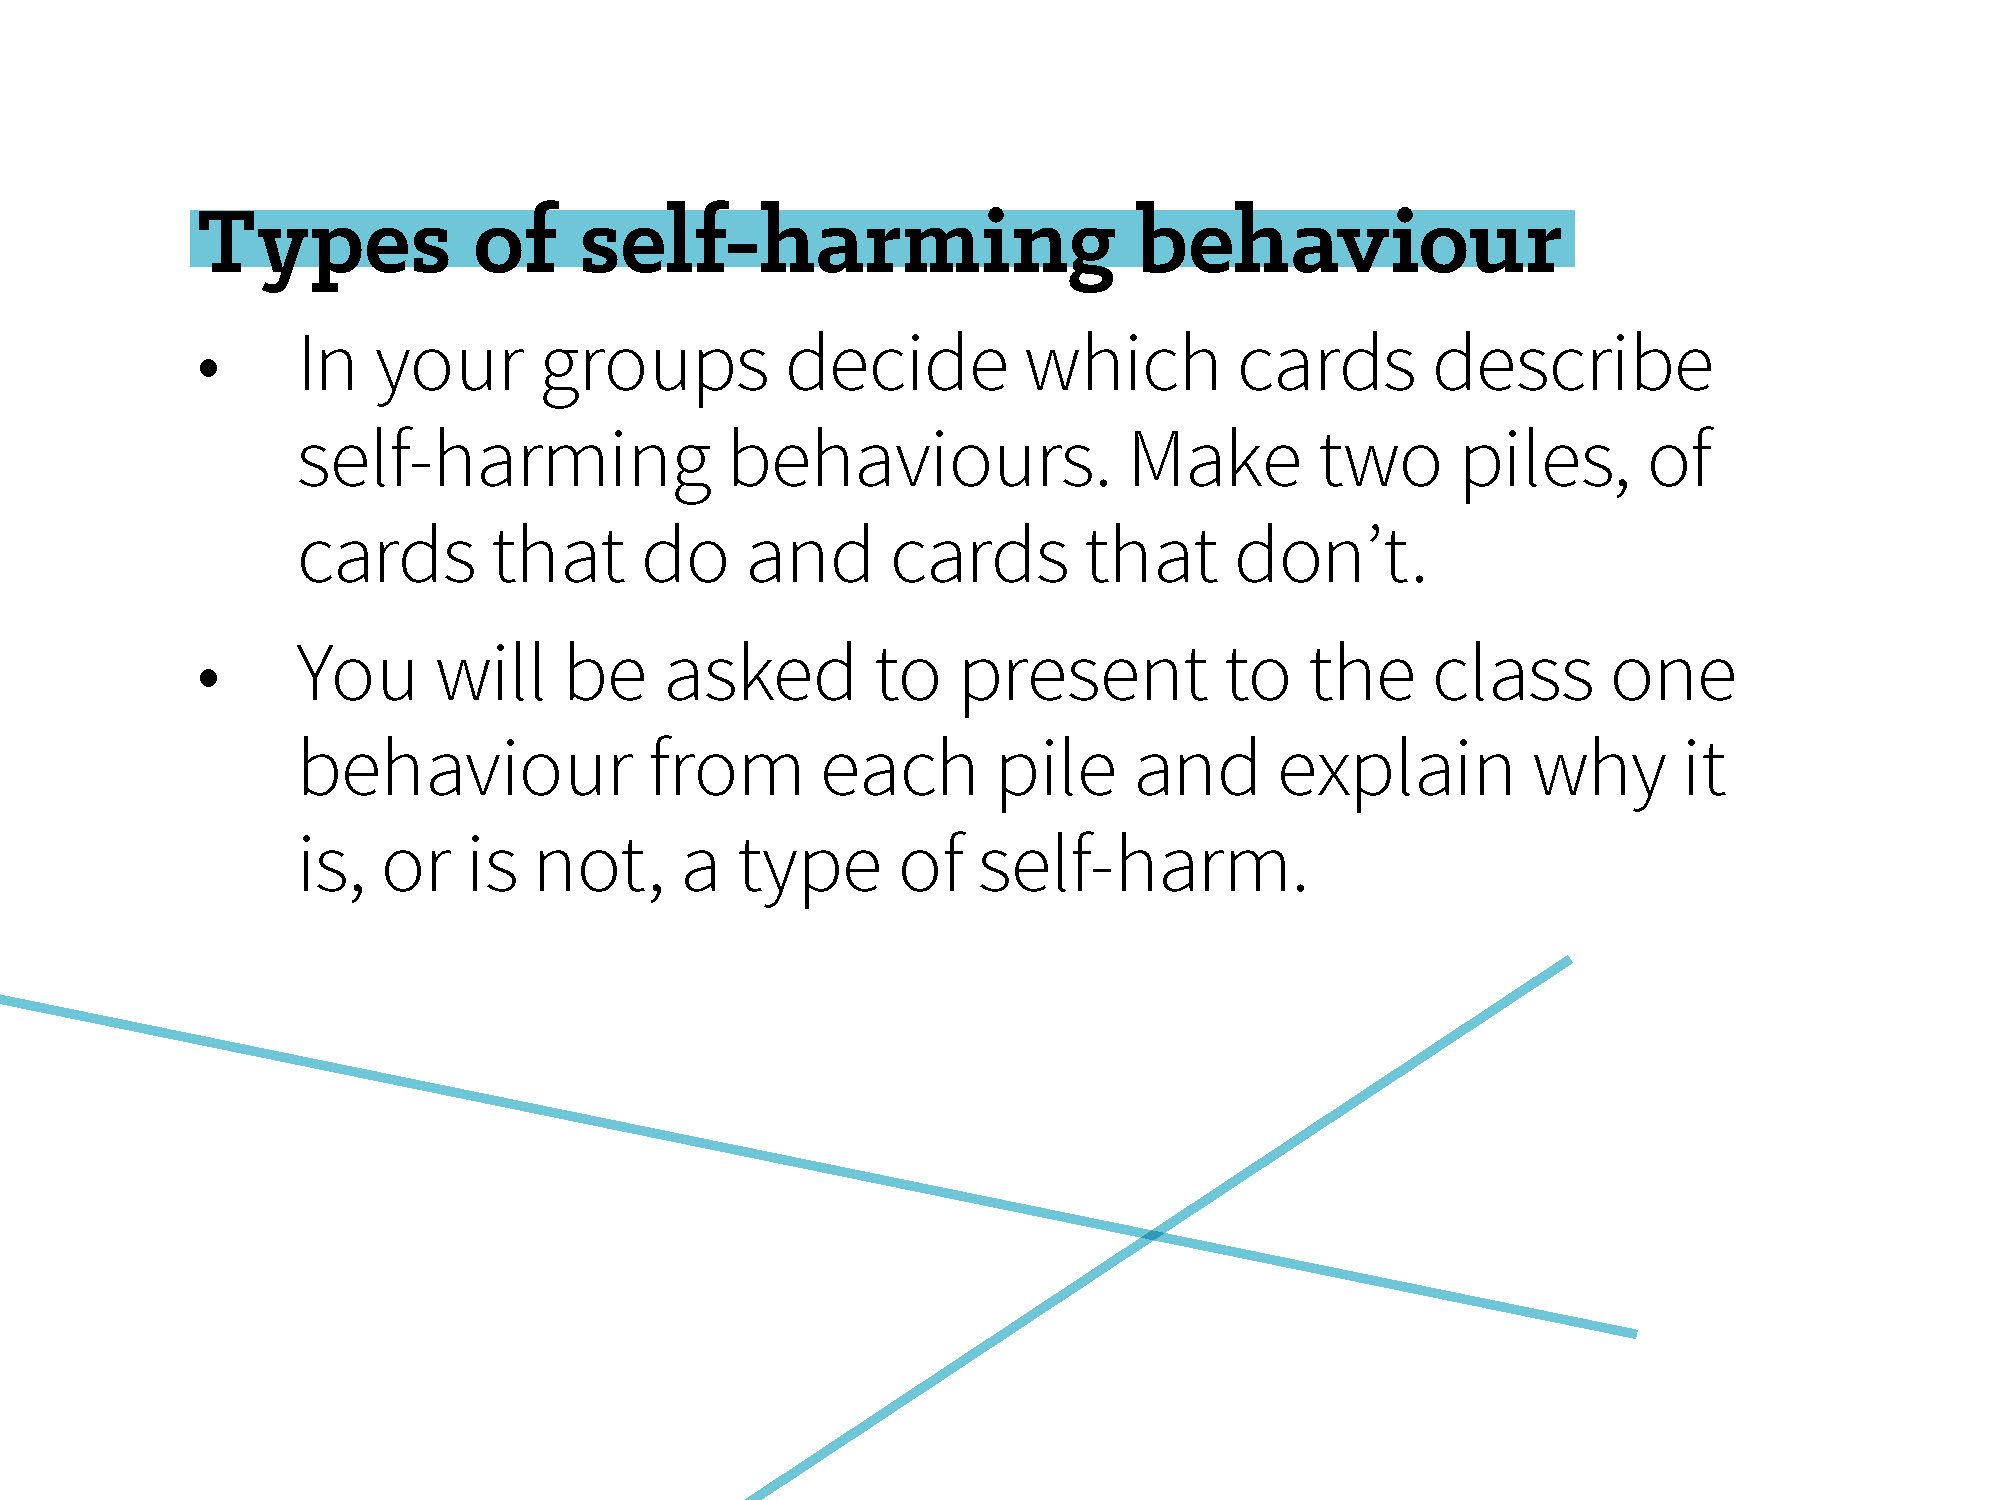 Types of self-harming behaviour
• In your groups decide which cards describe
self-harming behaviours. Make two piles, of
cards that do and cards that don’t.
• You will be asked to present to the class one
behaviour from each pile and explain why it
is, or is not, a type of self-harm.